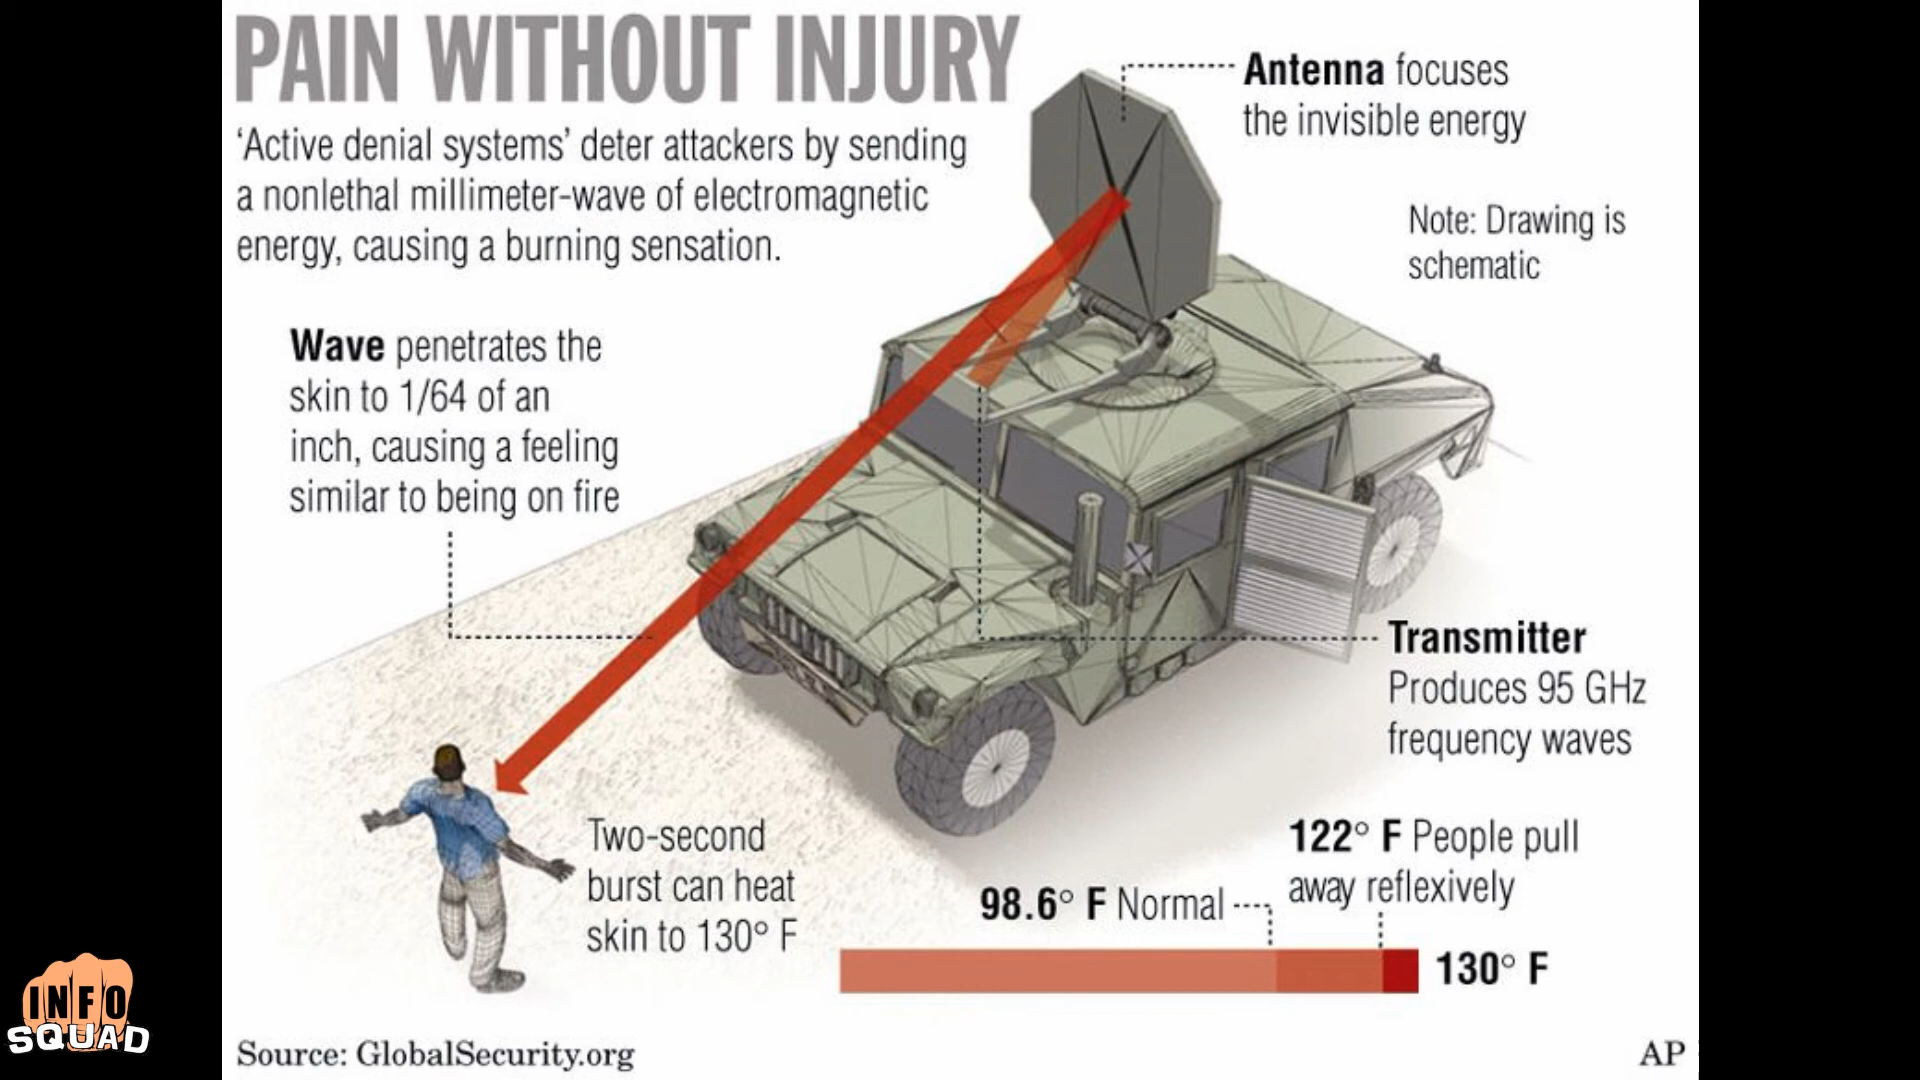 PAIN WITHOUT INJURY
'Active denial systems' deter attackers by sending
a nonlethal millimeter-wave of electromagnetic
energy, causing a burning sensation.
Antenna focuses
the invisible energy
Note: Drawing is
schematic
Wave penetrates the
skin to 1/64 of an
inch, causing a feeling
similar to being on fire
Transmitter
Produces 95 GHz
frequency waves
Two-second
burst can heat
skin to 130° F
98.6° F Normal
122° F People pull
away reflexively
130° F
INFO
SQUAD
Source: GlobalSecurity.org
AP